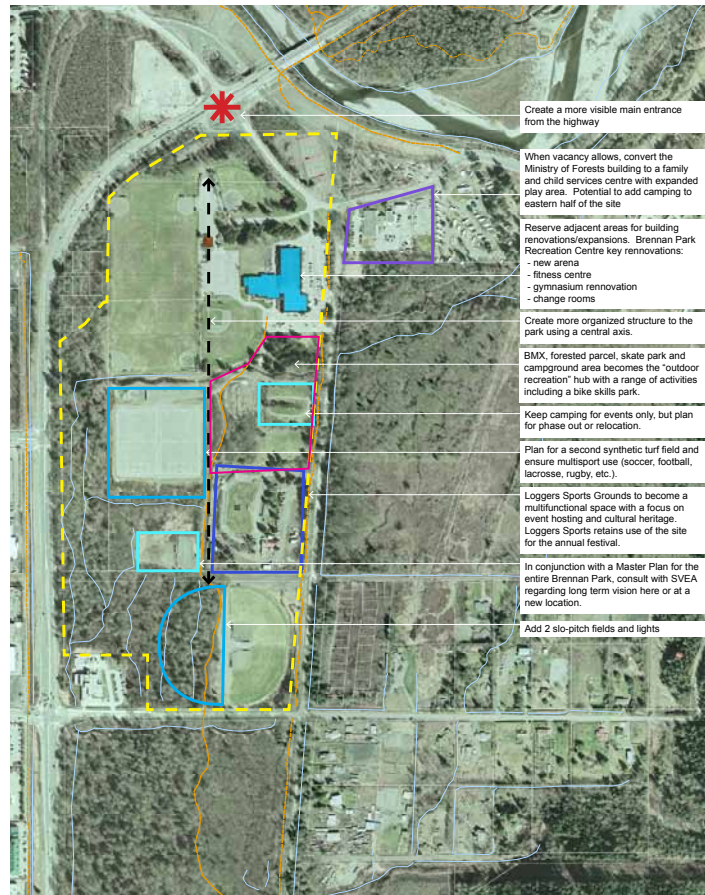 Create a more visible main entrance
from the highway
When vacancy allows, convert the
Ministry of Forests building to a family
and child services centre with expanded
play area.  Potential to add camping to
eastern half of the site
Reserve adjacent areas for building
renovations/expansions.  Brennan Park
Recreation Centre key rennovations:
- new arena
- fitness centre
- gymnasium rennovation
- change rooms
Create more organized structure to the
park using a central axis.
BMX, forested parcel, skate park and
campground area becomes the “outdoor
recreation” hub with a range of activities
including a bike skills park.
Keep camping for events only, but plan
for phase out or relocation.
Plan for a second synthetic turf field and
ensure multisport use (soccer, football,
lacrosse, rugby, etc.).
Loggers Sports Grounds to become a
multifunctional space with a focus on
event hosting and cultural heritage.
Loggers Sports retains use of the site
for the annual festival.
In conjunction with a Master Plan for the
entire Brennan Park, consult with SVEA
regarding long term vision here or at a
new location.
Add 2 slo-pitch fields and lights